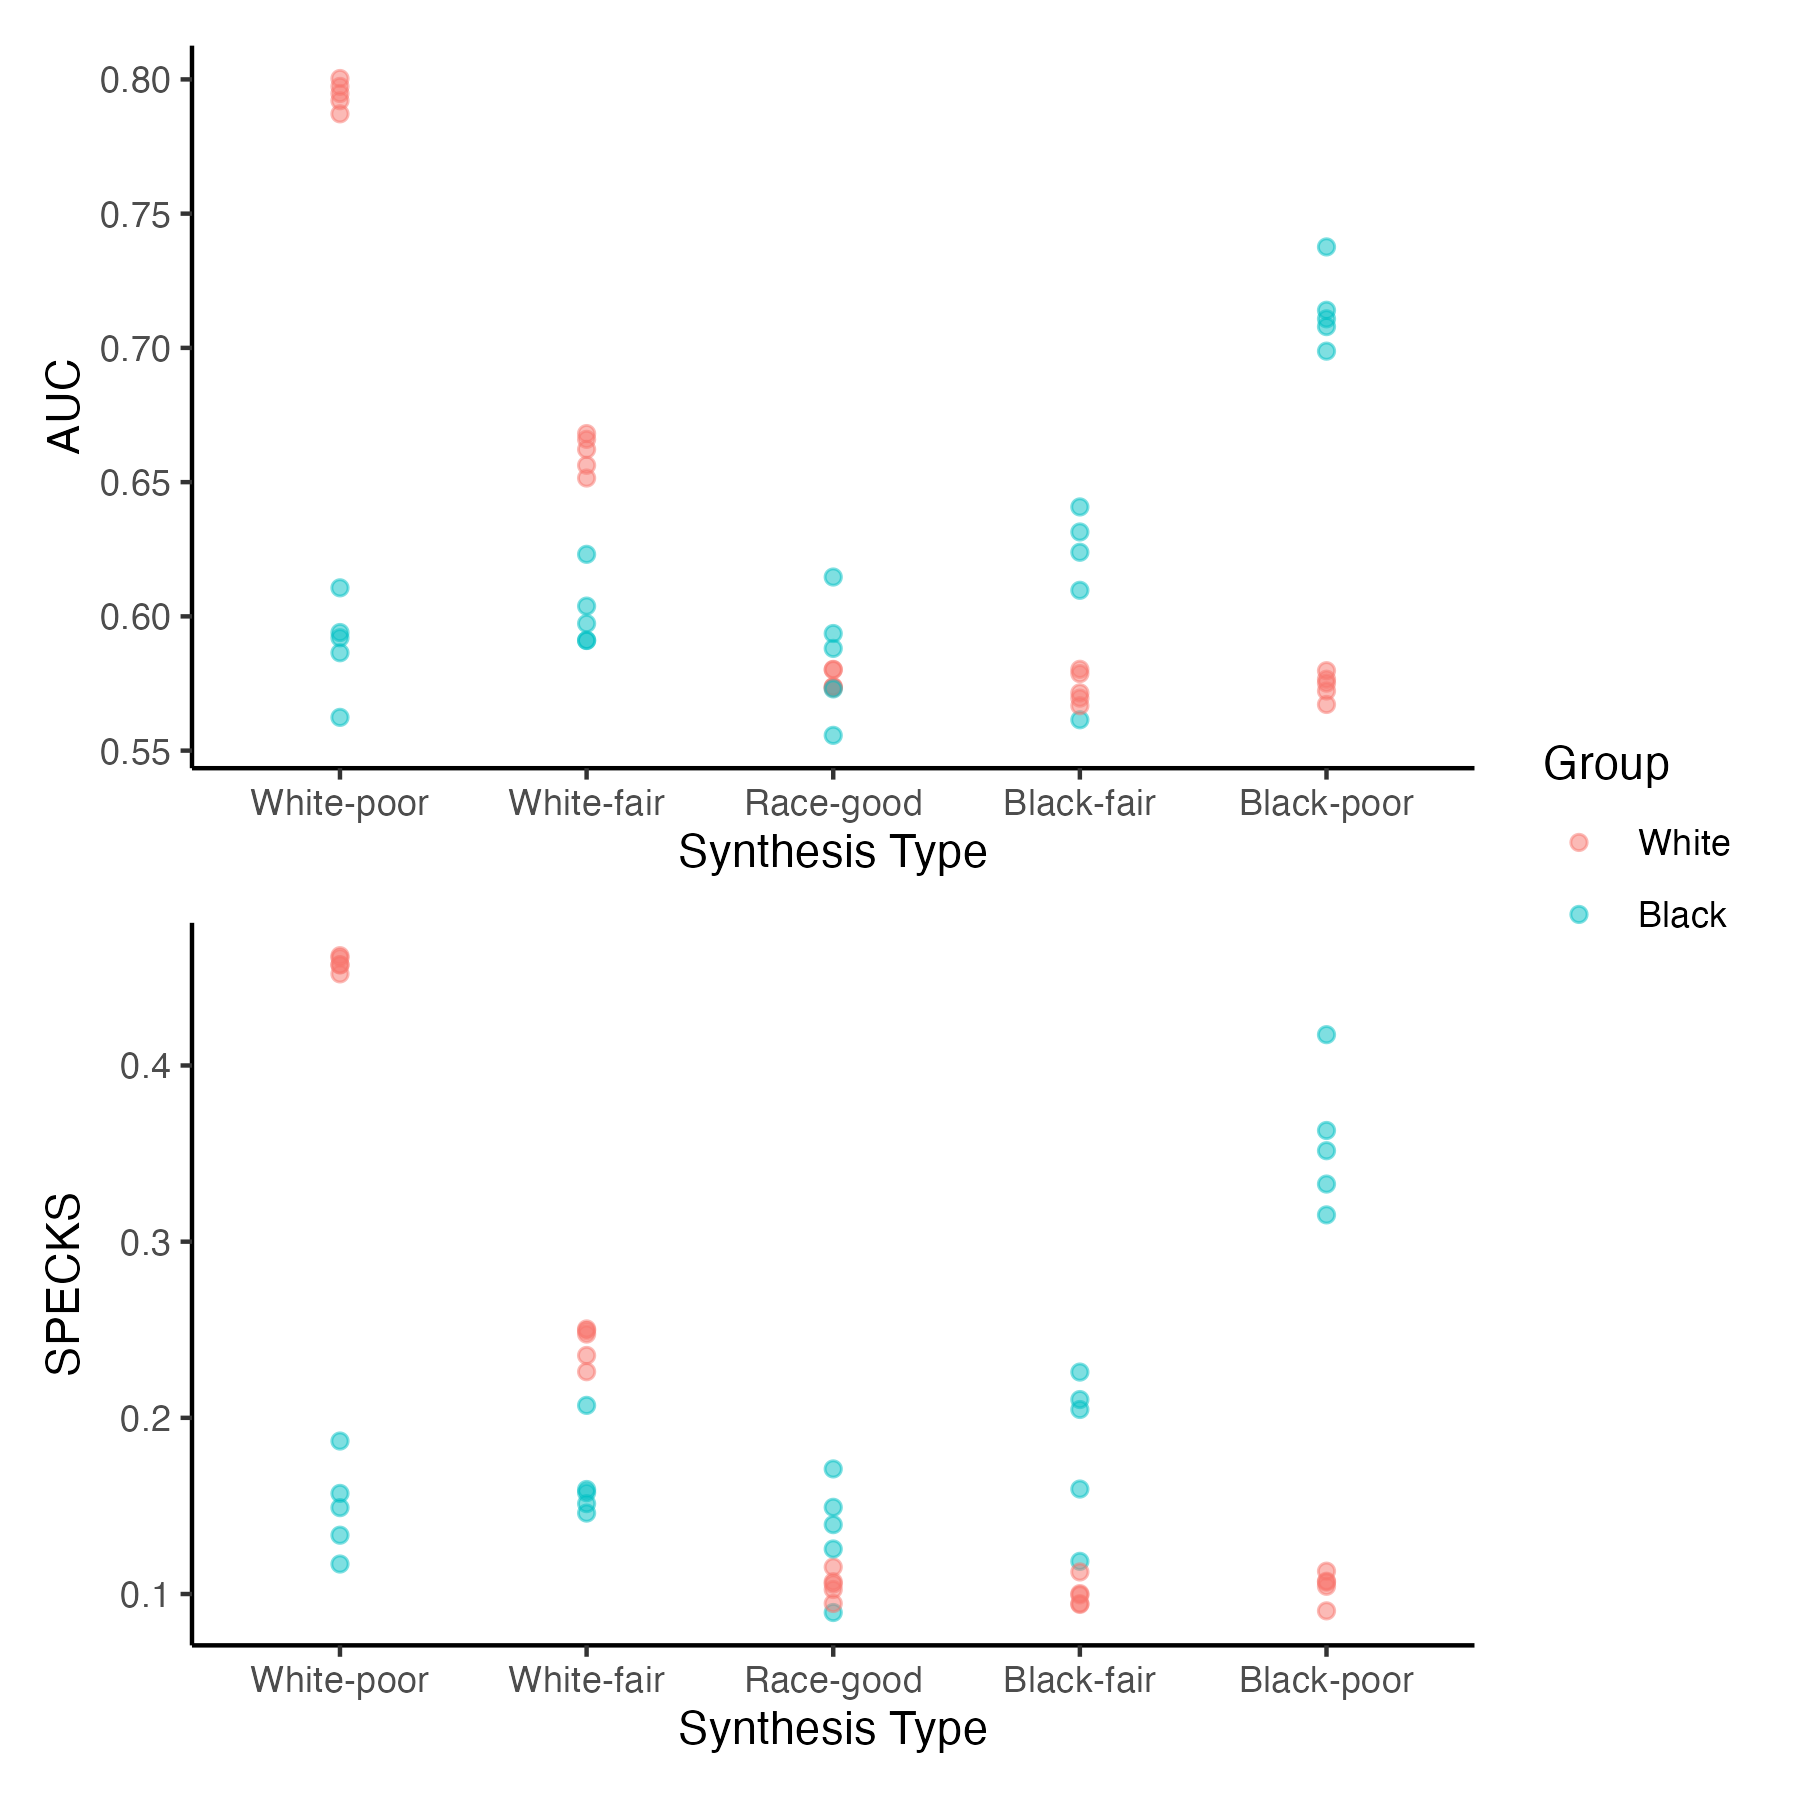 AUC
0.80
0.75
0.70
0.65
0.60
0.55
White-poor White-fair Race-good Black-fair Black-poor
Synthesis Type
Group
White
Black
SPECKS
0.4
0.3
0.2
0.1
White-poor White-fair Race-good Black-fair Black-poor
Synthesis Type